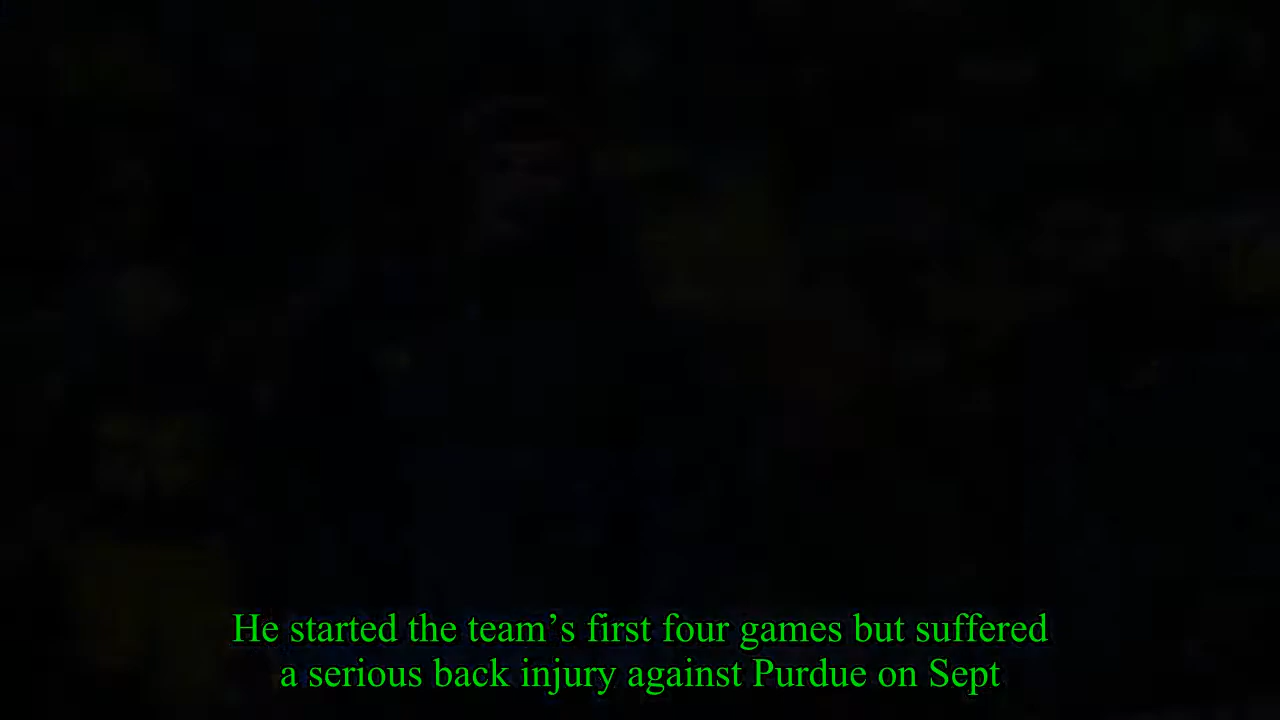 He started the team’s first four games but suffered
a serious back injury against Purdue on Sept